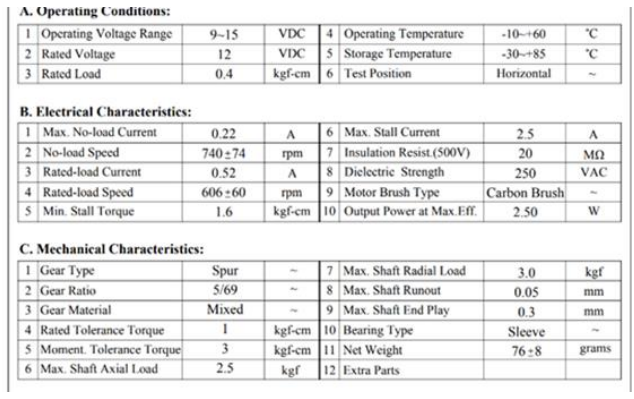 A. Operating Conditions:
1 Operating Voltage Range 9~15 VDC 4 Operating Temperature -10~+60 °C
2 Rated Voltage 12 VDC 5 Storage Temperature -30~+85 °C
3 Rated Load 0.4 kgf-cm 6 Test Position Horizontal ~
B. Electrical Characteristics:
1 Max. No-load Current 0.22 A 6 Max. Stall Current 2.5 A
2 No-load Speed 740±74 rpm 7 Insulation Resist.(500V) 20 MΩ
3 Rated-load Current 0.52 A 8 Dielectric Strength 250 VAC
4 Rated-load Speed 606±60 rpm 9 Motor Brush Type Carbon Brush ~
5 Min. Stall Torque 1.6 kgf-cm 10 Output Power at Max.Eff. 2.50 W
C. Mechanical Characteristics:
1 Gear Type Spur ~ 7 Max. Shaft Radial Load 3.0 kgf
2 Gear Ratio 5/69 ~ 8 Max. Shaft Runout 0.05 mm
3 Gear Material Mixed ~ 9 Max. Shaft End Play 0.3 mm
4 Rated Tolerance Torque 1 kgf-cm 10 Bearing Type Sleeve ~
5 Moment. Tolerance Torque 3 kgf-cm 11 Net Weight 76±8 grams
6 Max. Shaft Axial Load 2.5 kgf 12 Extra Parts